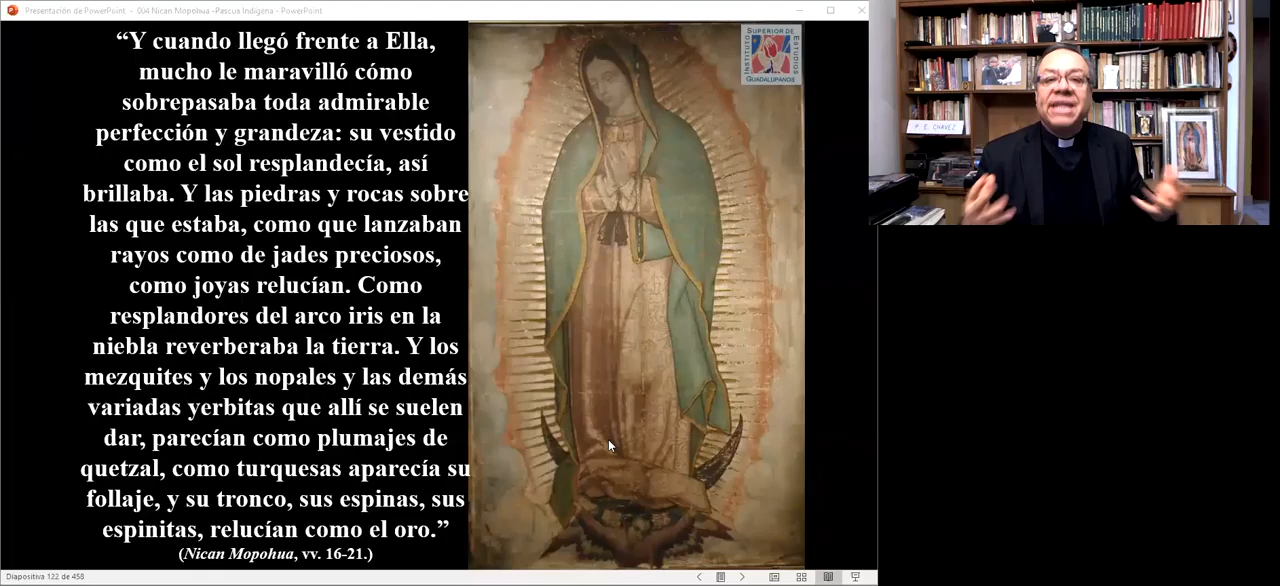 Presentación de PowerPoint - 004 Nican Mopohua -Pascua Indígena - PowerPoint
“Y cuando llegó frente a Ella,
mucho le maravilló cómo
sobrepasaba toda admirable
perfección y grandeza: su vestido
como el sol resplandecía, así
brillaba. Y las piedras y rocas sobre
las que estaba, como que lanzaban
rayos como de jades preciosos,
como joyas relucían. Como
resplandores del arco iris en la
niebla reverberaba la tierra. Y los
mezquites y los nopales y las demás
variadas yerbitas que allí se suelen
dar, parecían como plumajes de
quetzal, como turquesas aparecía su
follaje, y su tronco, sus espinas, sus
espinitas, relucían como el oro.”
(Nican Mopohua, vv. 16-21.)
INSTITUTO SUPERIOR DE ESTUDIOS GUADALUPANOS
P. E. CHAVEZ
Diapositiva 122 de 458